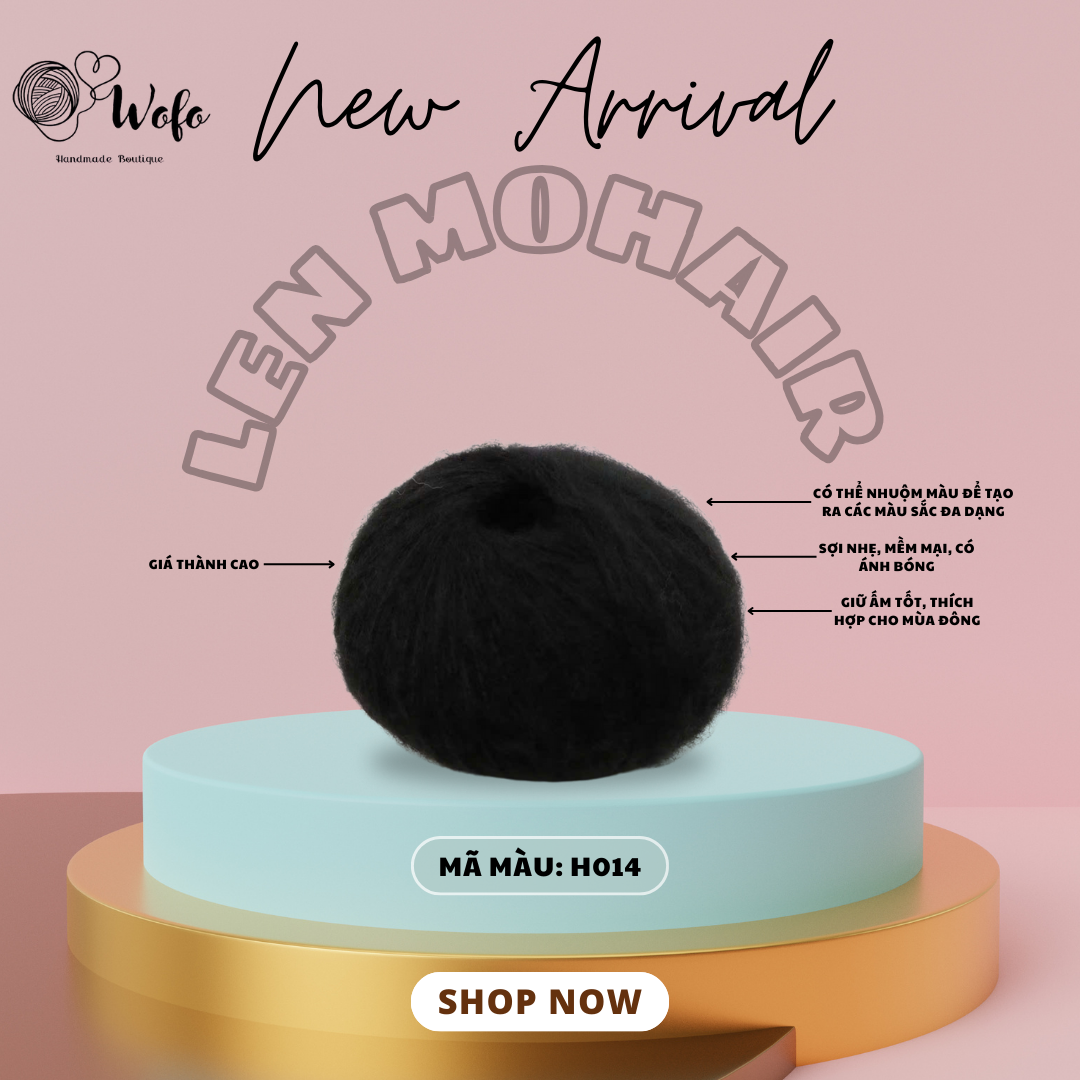 Wofo
Handmade Boutique
New Arrival
LEN MOHAIR
CÓ THỂ NHUỘM MÀU ĐỂ TẠO
RA CÁC MÀU SẮC ĐA DẠNG
SỢI NHẸ, MỀM MẠI, CÓ
ÁNH BÓNG
GIÁ THÀNH CAO
GIỮ ẤM TỐT, THÍCH
HỢP CHO MÙA ĐÔNG
MÃ MÀU: H014
SHOP NOW